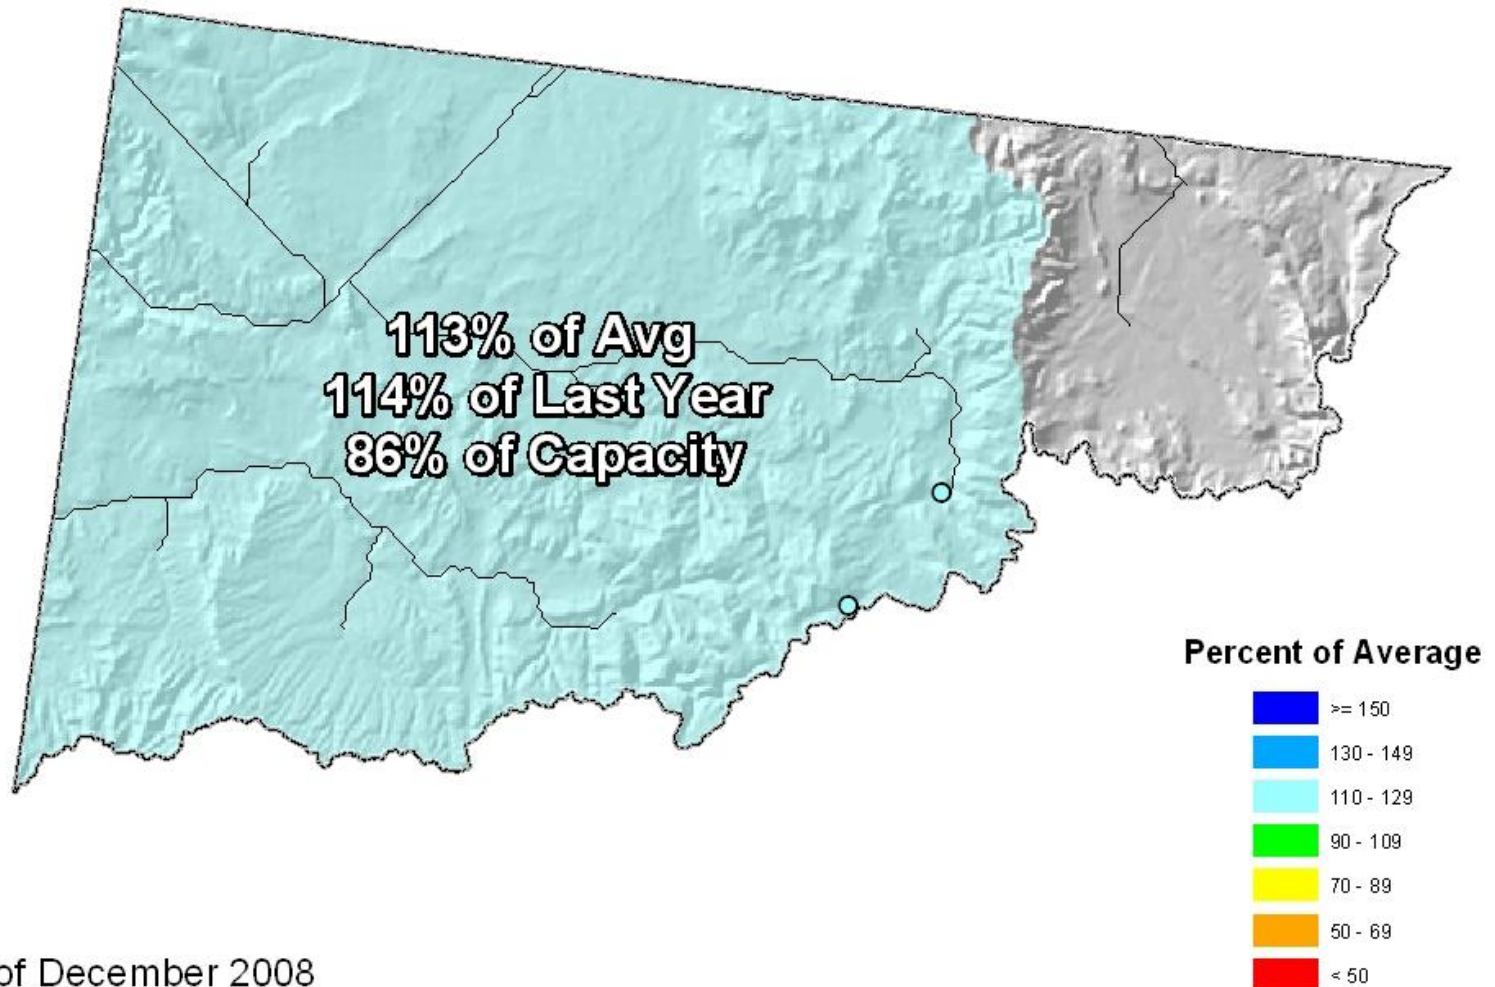 113% of Avg
114% of Last Year
86% of Capacity
Percent of Average
>= 150
130 - 149
110 - 129
90 - 109
70 - 89
50 - 69
< 50
of December 2008